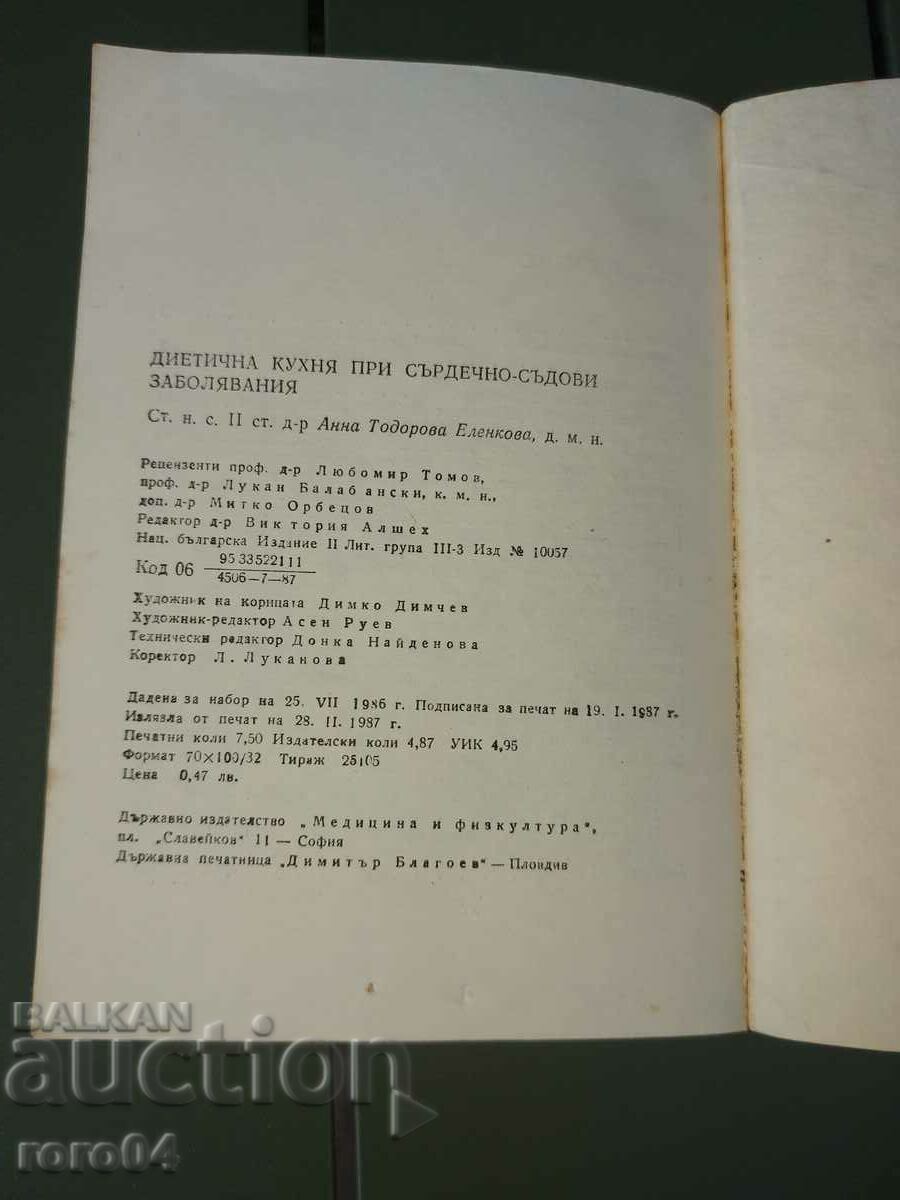 ДИЕТИЧНА КУХНЯ ПРИ СЪРДЕЧНО-СЪДОВИ
ЗАБОЛЯВАНИЯ
Ст. н. с. II ст. д-р Анна Тодорова Еленкова, д. м. н.
Рецензенти проф. д-р Любомир Томов,
проф. д-р Лукан Балабански, к. м. н.,
доц. д-р Митко Орбецов
Редактор д-р Виктория Алшех
Нац. българска Издание II Лит. група III-3 Изд № 10057
Код 06 9533522111
4506-7-87
Художник на корицата Димко Димчев
Художник-редактор Асен Руев
Технически редактор Донка Найденова
Коректор Л. Луканова
Дадена за набор на 25. VII 1986 г. Подписана за печат на 19. I. 1987 г.
Излязла от печат на 28. II. 1987 г.
Печатни коли 7,50 Издателски коли 4,87 УИК 4,95
Формат 70×100/32 Тираж 25105
Цена 0,47 лв.
Държавно издателство „Медицина и физкултура",
пл. „Славейков" 11 — София
Държавна печатница „Димитър Благоев" — Пловдив
BALKAN
auction
roro04